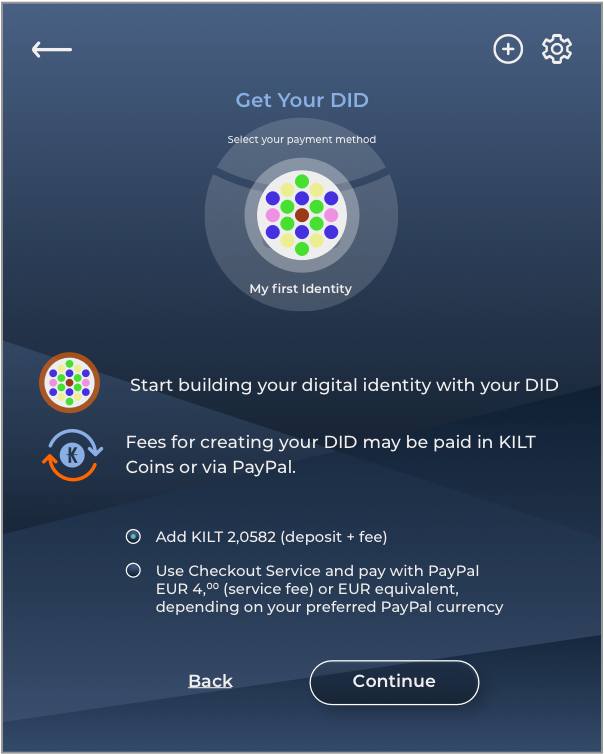 Get Your DID
Select your payment method
My first Identity
Start building your digital identity with your DID
Fees for creating your DID may be paid in KILT
Coins or via PayPal.
Add KILT 2,0582 (deposit + fee)
Use Checkout Service and pay with PayPal
EUR 4,⁰⁰ (service fee) or EUR equivalent,
depending on your preferred PayPal currency
Back
Continue